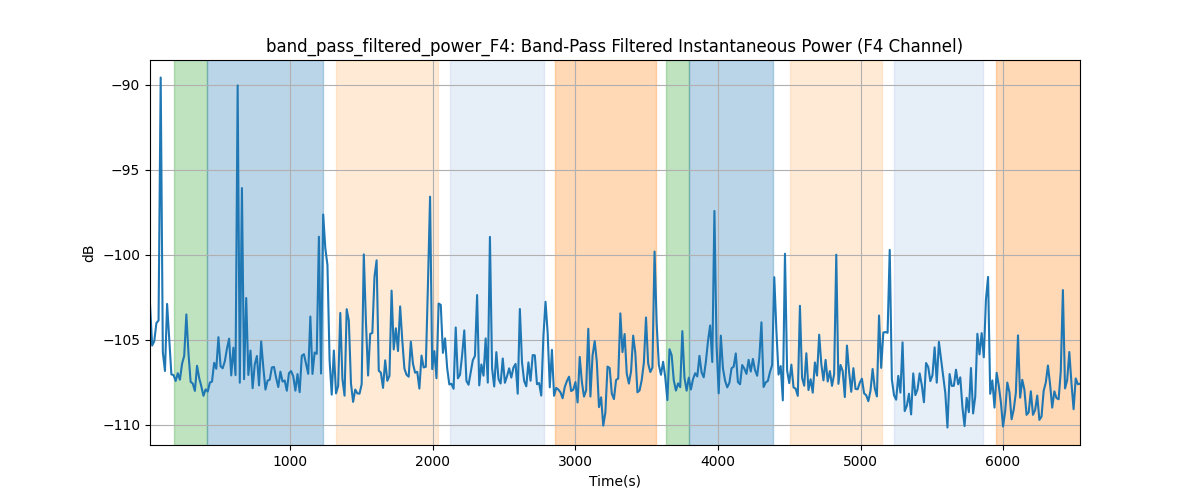 band_pass_filtered_power_F4: Band-Pass Filtered Instantaneous Power (F4 Channel)
−90
−95
−100
−105
−110
dB
1000 2000 3000 4000 5000 6000
Time(s)